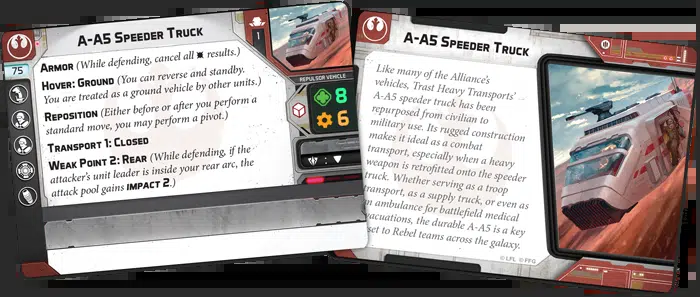 A-A5 SPEEDER TRUCK
1
75
ARMOR (While defending, cancel all results.)
HOVER: GROUND (You can reverse and standby.
You are treated as a ground vehicle by other units.)
REPOSITION (Either before or after you perform a
standard move, you may perform a pivot.)
TRANSPORT 1: CLOSED
WEAK POINT 2: REAR (While defending, if the
attacker's unit leader is inside your rear arc, the
attack pool gains IMPACT 2.)
REPULSOR VEHICLE
8
6
A-A5 SPEEDER TRUCK
Like many of the Alliance's
vehicles, Trast Heavy Transports'
A-A5 speeder truck has been
repurposed from civilian to
military use. Its rugged construction
makes it ideal as a combat
transport, especially when a heavy
weapon is retrofitted onto the speeder
truck. Whether serving as a troop
transport, as a supply truck, or even as
an ambulance for battlefield medical
evacuations, the durable A-A5 is a key
asset to Rebel teams across the galaxy.
© LFL © FFG